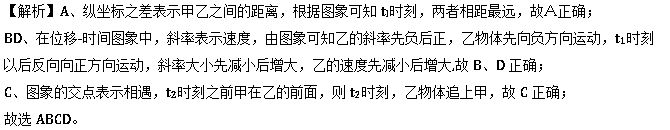 【解析】A、纵坐标之差表示甲乙之间的距离，根据图象可知 t₁时刻，两者相距最远，故A正确；
BD、在位移-时间图象中，斜率表示速度，由图象可知乙的斜率先负后正，乙物体先向负方向运动，t₁时刻
以后反向向正方向运动，斜率大小先减小后增大，乙的速度先减小后增大,故 B、D 正确；
C、图象的交点表示相遇，t₂时刻之前甲在乙的前面，则 t₂时刻，乙物体追上甲，故 C 正确；
故选 ABCD。